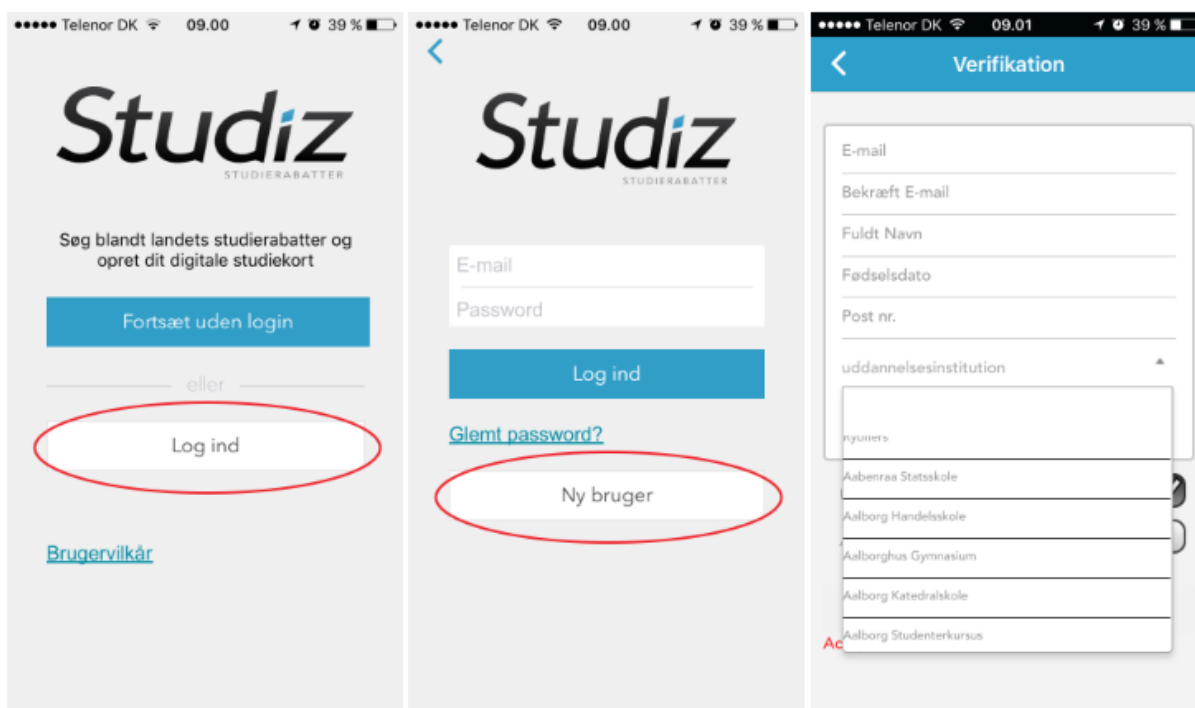 Telenor DK 09.00 39 %
Studiz
STUDIERABATTER
Søg blandt landets studierabatter og
opret dit digitale studiekort
Fortsæt uden login
eller
Log ind
Brugervilkår
Telenor DK 09.00 39 %
Studiz
STUDIERABATTER
E-mail
Password
Log ind
Glemt password?
Ny bruger
Telenor DK 09.01 39 %
Verifikation
E-mail
Bekræft E-mail
Fuldt Navn
Fødselsdato
Post nr.
uddannelsesinstitution
Aabenraa Statsskole
Aalborg Handelsskole
Aalborghus Gymnasium
Aalborg Katedralskole
Aalborg Studenterkursus
Ac